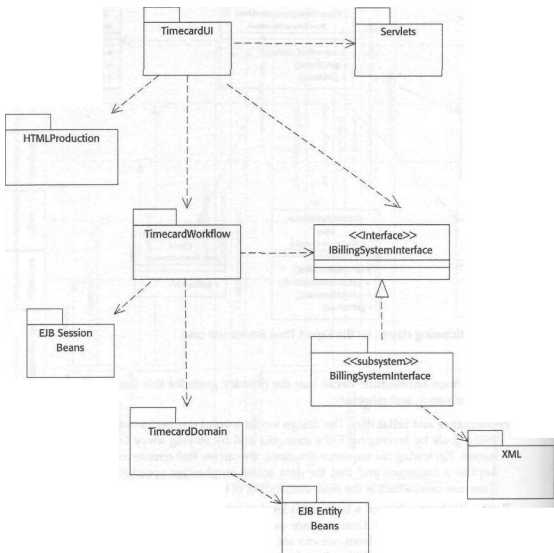 TimecardUI
Servlets
HTMLProduction
TimecardWorkflow
<<Interface>>
IBillingSystemInterface
EJB Session
Beans
<<subsystem>>
BillingSystemInterface
TimecardDomain
XML
EJB Entity
Beans